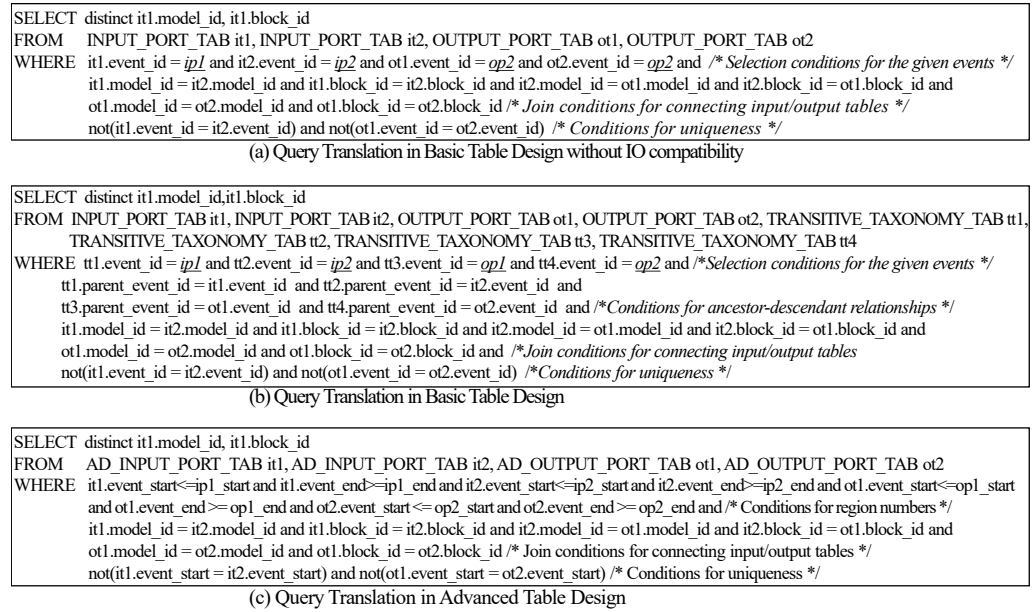 SELECT distinct it1.model_id, it1.block_id
FROM INPUT_PORT_TAB it1, INPUT_PORT_TAB it2, OUTPUT_PORT_TAB ot1, OUTPUT_PORT_TAB ot2
WHERE it1.event_id = ip1 and it2.event_id = ip2 and ot1.event_id = op2 and ot2.event_id = op2 and /* Selection conditions for the given events */
it1.model_id = it2.model_id and it1.block_id = it2.block_id and it2.model_id = ot1.model_id and it2.block_id = ot1.block_id and
ot1.model_id = ot2.model_id and ot1.block_id = ot2.block_id /* Join conditions for connecting input/output tables */
not(it1.event_id = it2.event_id) and not(ot1.event_id = ot2.event_id) /* Conditions for uniqueness */
(a) Query Translation in Basic Table Design without IO compatibility
SELECT distinct it1.model_id,it1.block_id
FROM INPUT_PORT_TAB it1, INPUT_PORT_TAB it2, OUTPUT_PORT_TAB ot1, OUTPUT_PORT_TAB ot2, TRANSITIVE_TAXONOMY_TAB tt1,
TRANSITIVE_TAXONOMY_TAB tt2, TRANSITIVE_TAXONOMY_TAB tt3, TRANSITIVE_TAXONOMY_TAB tt4
WHERE tt1.event_id = ip1 and tt2.event_id = ip2 and tt3.event_id = op1 and tt4.event_id = op2 and /*Selection conditions for the given events */
tt1.parent_event_id = it1.event_id and tt2.parent_event_id = it2.event_id and
tt3.parent_event_id = ot1.event_id and tt4.parent_event_id = ot2.event_id and /*Conditions for ancestor-descendant relationships */
it1.model_id = it2.model_id and it1.block_id = it2.block_id and it2.model_id = ot1.model_id and it2.block_id = ot1.block_id and
ot1.model_id = ot2.model_id and ot1.block_id = ot2.block_id and /*Join conditions for connecting input/output tables
not(it1.event_id = it2.event_id) and not(ot1.event_id = ot2.event_id) /*Conditions for uniqueness */
(b) Query Translation in Basic Table Design
SELECT distinct it1.model_id, it1.block_id
FROM AD_INPUT_PORT_TAB it1, AD_INPUT_PORT_TAB it2, AD_OUTPUT_PORT_TAB ot1, AD_OUTPUT_PORT_TAB ot2
WHERE it1.event_start<=ip1_start and it1.event_end>=ip1_end and it2.event_start<=ip2_start and it2.event_end>=ip2_end and ot1.event_start<=op1_start
and ot1.event_end >= op1_end and ot2.event_start <= op2_start and ot2.event_end >= op2_end and /* Conditions for region numbers */
it1.model_id = it2.model_id and it1.block_id = it2.block_id and it2.model_id = ot1.model_id and it2.block_id = ot1.block_id and
ot1.model_id = ot2.model_id and ot1.block_id = ot2.block_id /* Join conditions for connecting input/output tables */
not(it1.event_start = it2.event_start) and not(ot1.event_start = ot2.event_start) /* Conditions for uniqueness */
(c) Query Translation in Advanced Table Design